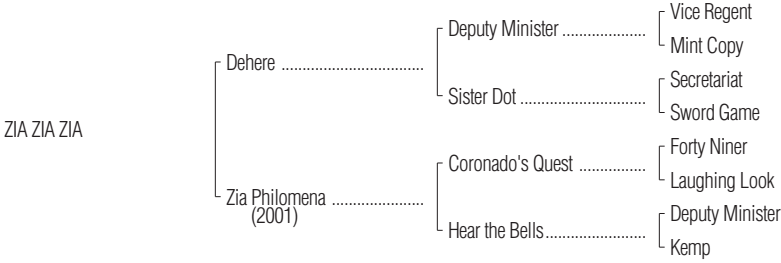 Vice Regent
Deputy Minister ....................
Mint Copy
Dehere ..................................
Secretariat
Sister Dot ..............................
Sword Game
ZIA ZIA ZIA
Forty Niner
Coronado's Quest ................
Laughing Look
Zia Philomena ......................
(2001)
Deputy Minister
Hear the Bells........................
Kemp